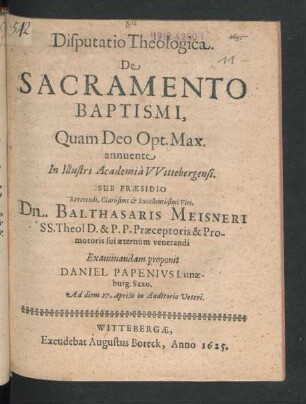 Disputatio Theologica.
De
SACRAMENTO
BAPTISMI,
Quam Deo Opt. Max.
annuente
In Illustri Academiâ VVittebergensi.
SUB PRÆSIDIO
Reverendi, Clarissimi & Excellentissimi Viri,
Dn. BALTHASARIS MEISNERI
SS. Theol D. & P. P. Præceptoris & Pro-
motoris sui æternùm venerandi
Examinandam proponit
DANIEL PAPENIVS Lunæ-
burg. Saxo.
Ad diem 17. Aprilis in Auditorio Veteri.
WITTEBERGÆ,
Excudebat Augustus Boreck, Anno 1625.